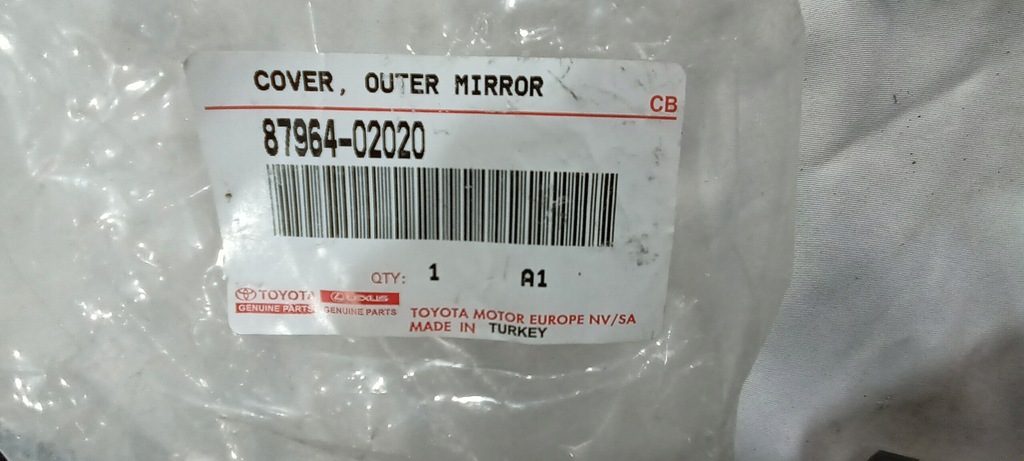 COVER, OUTER MIRROR
CB
87964-02020
QTY: 1 A1
TOYOTA LEXUS
GENUINE PARTS GENUINE PARTS
TOYOTA MOTOR EUROPE NV/SA
MADE IN TURKEY